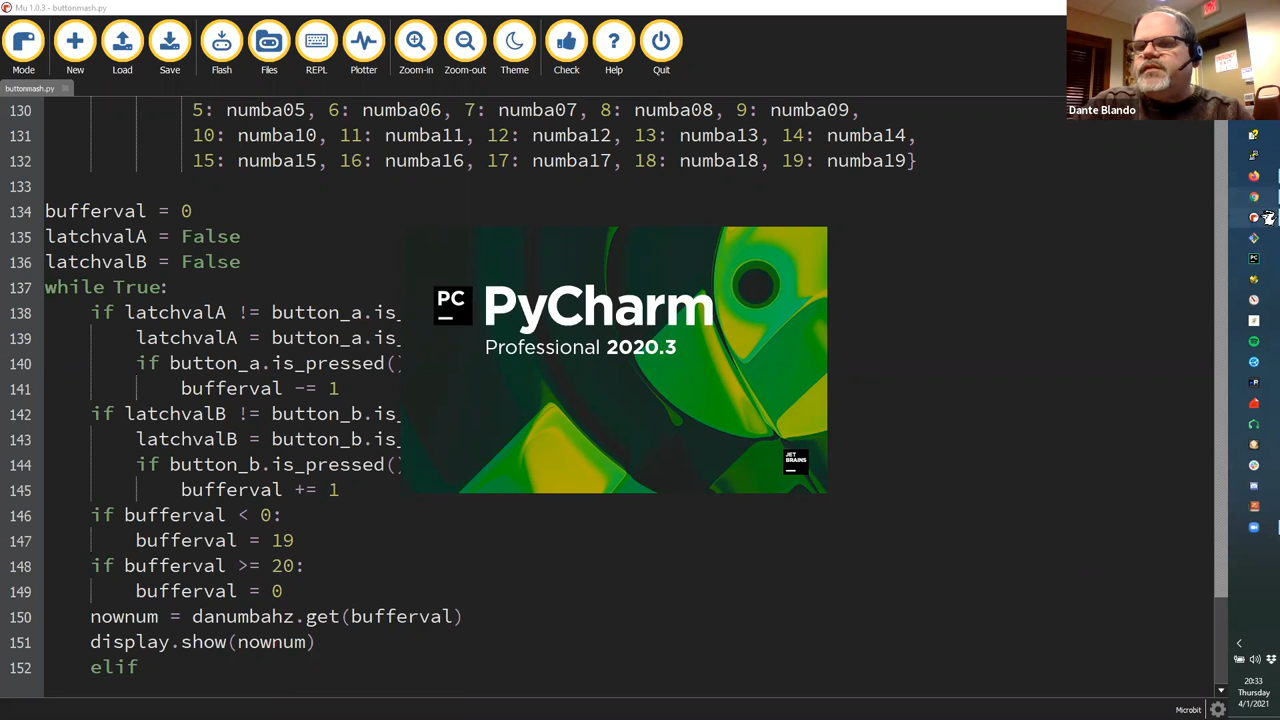 Mu 1.0.3 - buttonmash.py
Mode New Load Save Flash Files REPL Plotter Zoom-in Zoom-out Theme Check Help Quit
buttonmash.py
130 5: numba05, 6: numba06, 7: numba07, 8: numba08, 9: numba09,
131 10: numba10, 11: numba11, 12: numba12, 13: numba13, 14: numba14,
132 15: numba15, 16: numba16, 17: numba17, 18: numba18, 19: numba19}
133
134 bufferval = 0
135 latchvalA = False
136 latchvalB = False
137 while True:
138 if latchvalA != button_a.is_
139 latchvalA = button_a.is_
140 if button_a.is_pressed()
141 bufferval -= 1
142 if latchvalB != button_b.is_
143 latchvalB = button_b.is_
144 if button_b.is_pressed()
145 bufferval += 1
146 if bufferval < 0:
147 bufferval = 19
148 if bufferval >= 20:
149 bufferval = 0
150 nownum = danumbahz.get(bufferval)
151 display.show(nownum)
152 elif
PC
PyCharm
Professional 2020.3
JET
BRAINS
Dante Blando
20:33
Thursday
4/1/2021
Microbit